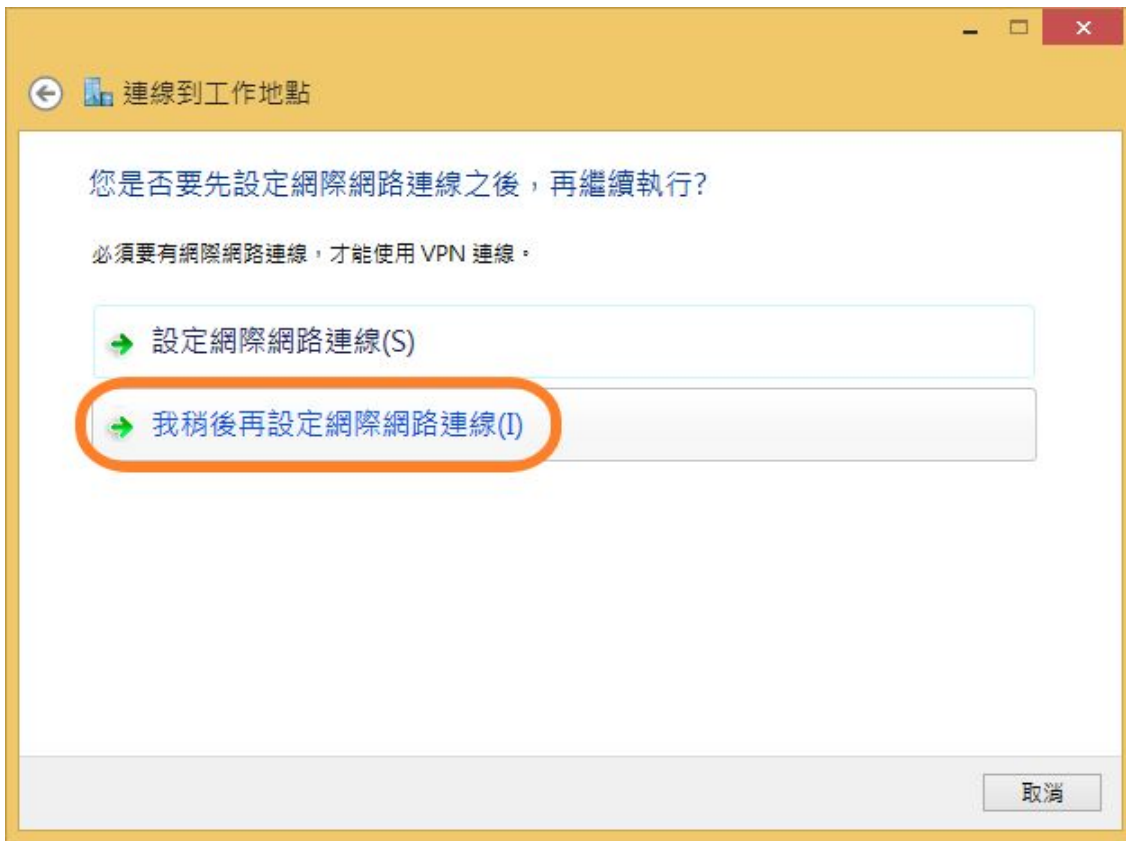 連線到工作地點
您是否要先設定網際網路連線之後，再繼續執行?
必須要有網際網路連線，才能使用 VPN 連線。
設定網際網路連線(S)
我稍後再設定網際網路連線(I)
取消